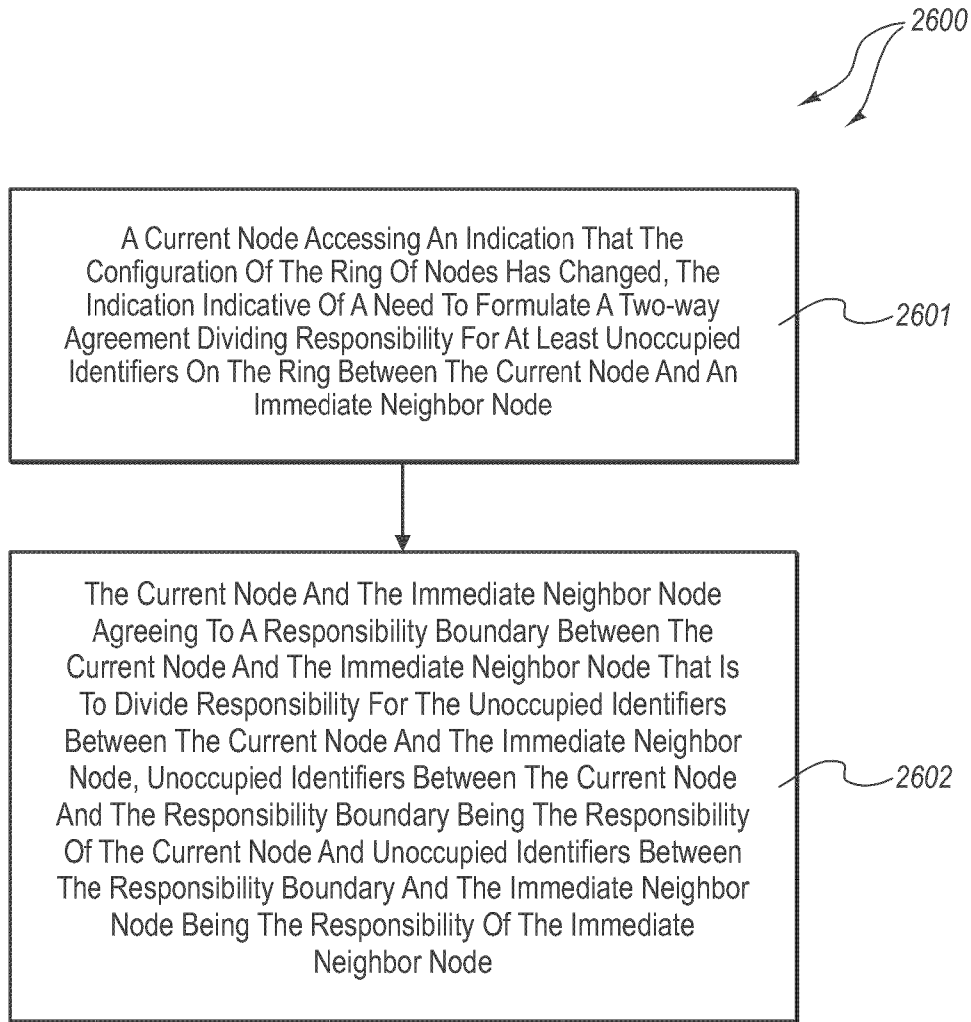 2600
A Current Node Accessing An Indication That The
Configuration Of The Ring Of Nodes Has Changed, The
Indication Indicative Of A Need To Formulate A Two-way
Agreement Dividing Responsibility For At Least Unoccupied
Identifiers On The Ring Between The Current Node And An
Immediate Neighbor Node
2601
The Current Node And The Immediate Neighbor Node
Agreeing To A Responsibility Boundary Between The
Current Node And The Immediate Neighbor Node That Is
To Divide Responsibility For The Unoccupied Identifiers
Between The Current Node And The Immediate Neighbor
Node, Unoccupied Identifiers Between The Current Node
And The Responsibility Boundary Being The Responsibility
Of The Current Node And Unoccupied Identifiers Between
The Responsibility Boundary And The Immediate Neighbor
Node Being The Responsibility Of The Immediate
Neighbor Node
2602